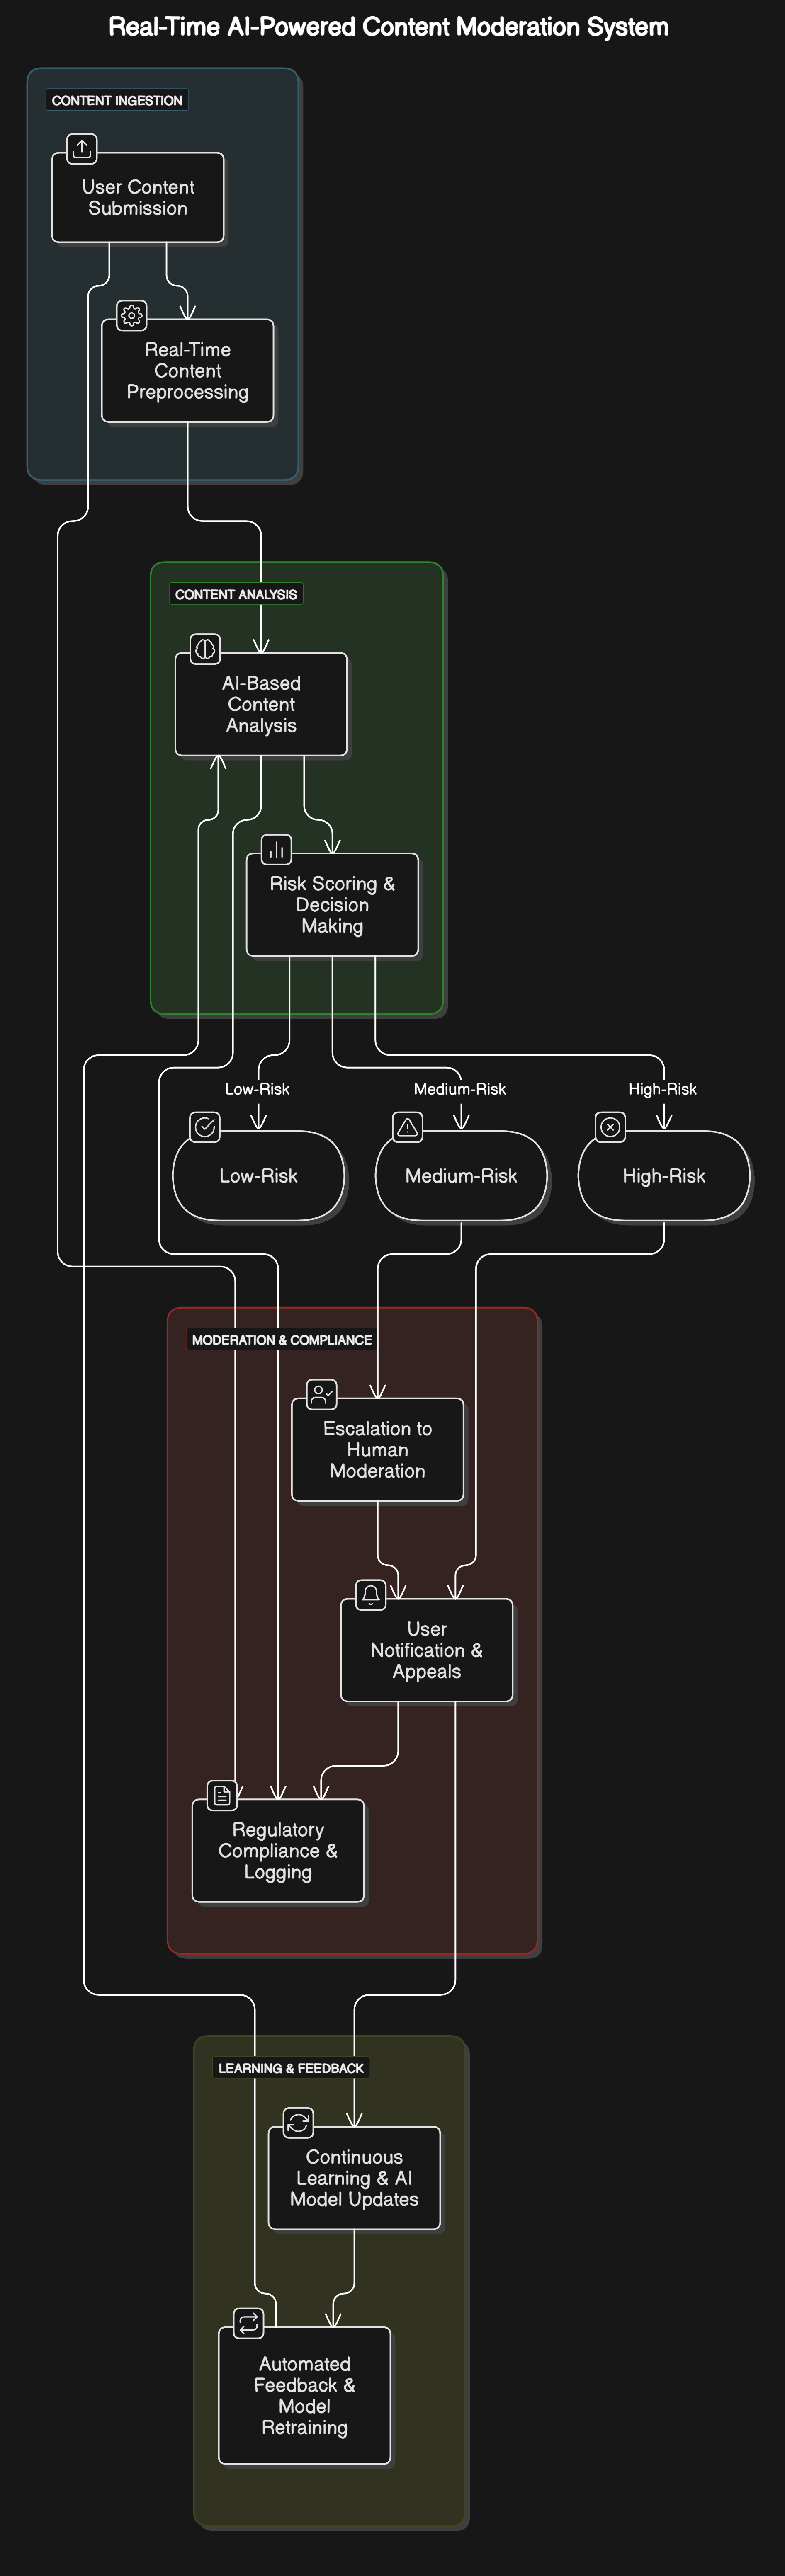 Real-Time AI-Powered Content Moderation System
CONTENT INGESTION
User Content
Submission
Real-Time
Content
Preprocessing
CONTENT ANALYSIS
AI-Based
Content
Analysis
Risk Scoring &
Decision
Making
Low-Risk
Medium-Risk
High-Risk
Low-Risk
Medium-Risk
High-Risk
MODERATION & COMPLIANCE
Escalation to
Human
Moderation
User
Notification &
Appeals
Regulatory
Compliance &
Logging
LEARNING & FEEDBACK
Continuous
Learning & AI
Model Updates
Automated
Feedback &
Model
Retraining